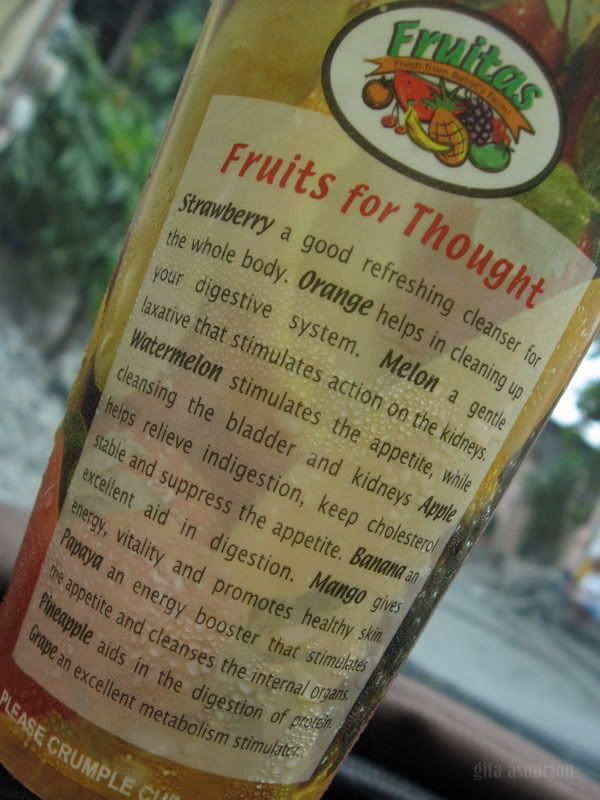 Fruitas
Fresh from Babot's Farm
Fruits for Thought
Strawberry a good refreshing cleanser for
the whole body. Orange helps in cleaning up
your digestive system. Melon a gentle
laxative that stimulates action on the kidneys.
Watermelon stimulates the appetite, while
cleansing the bladder and kidneys Apple
helps relieve indigestion, keep cholesterol
stable and suppress the appetite. Banana an
excellent aid in digestion. Mango gives
energy, vitality and promotes healthy skin.
Papaya an energy booster that stimulates
the appetite and cleanses the internal organs.
Pineapple aids in the digestion of protein.
Grape an excellent metabolism stimulator.
PLEASE CRUMPLE CUP
gita asuncion